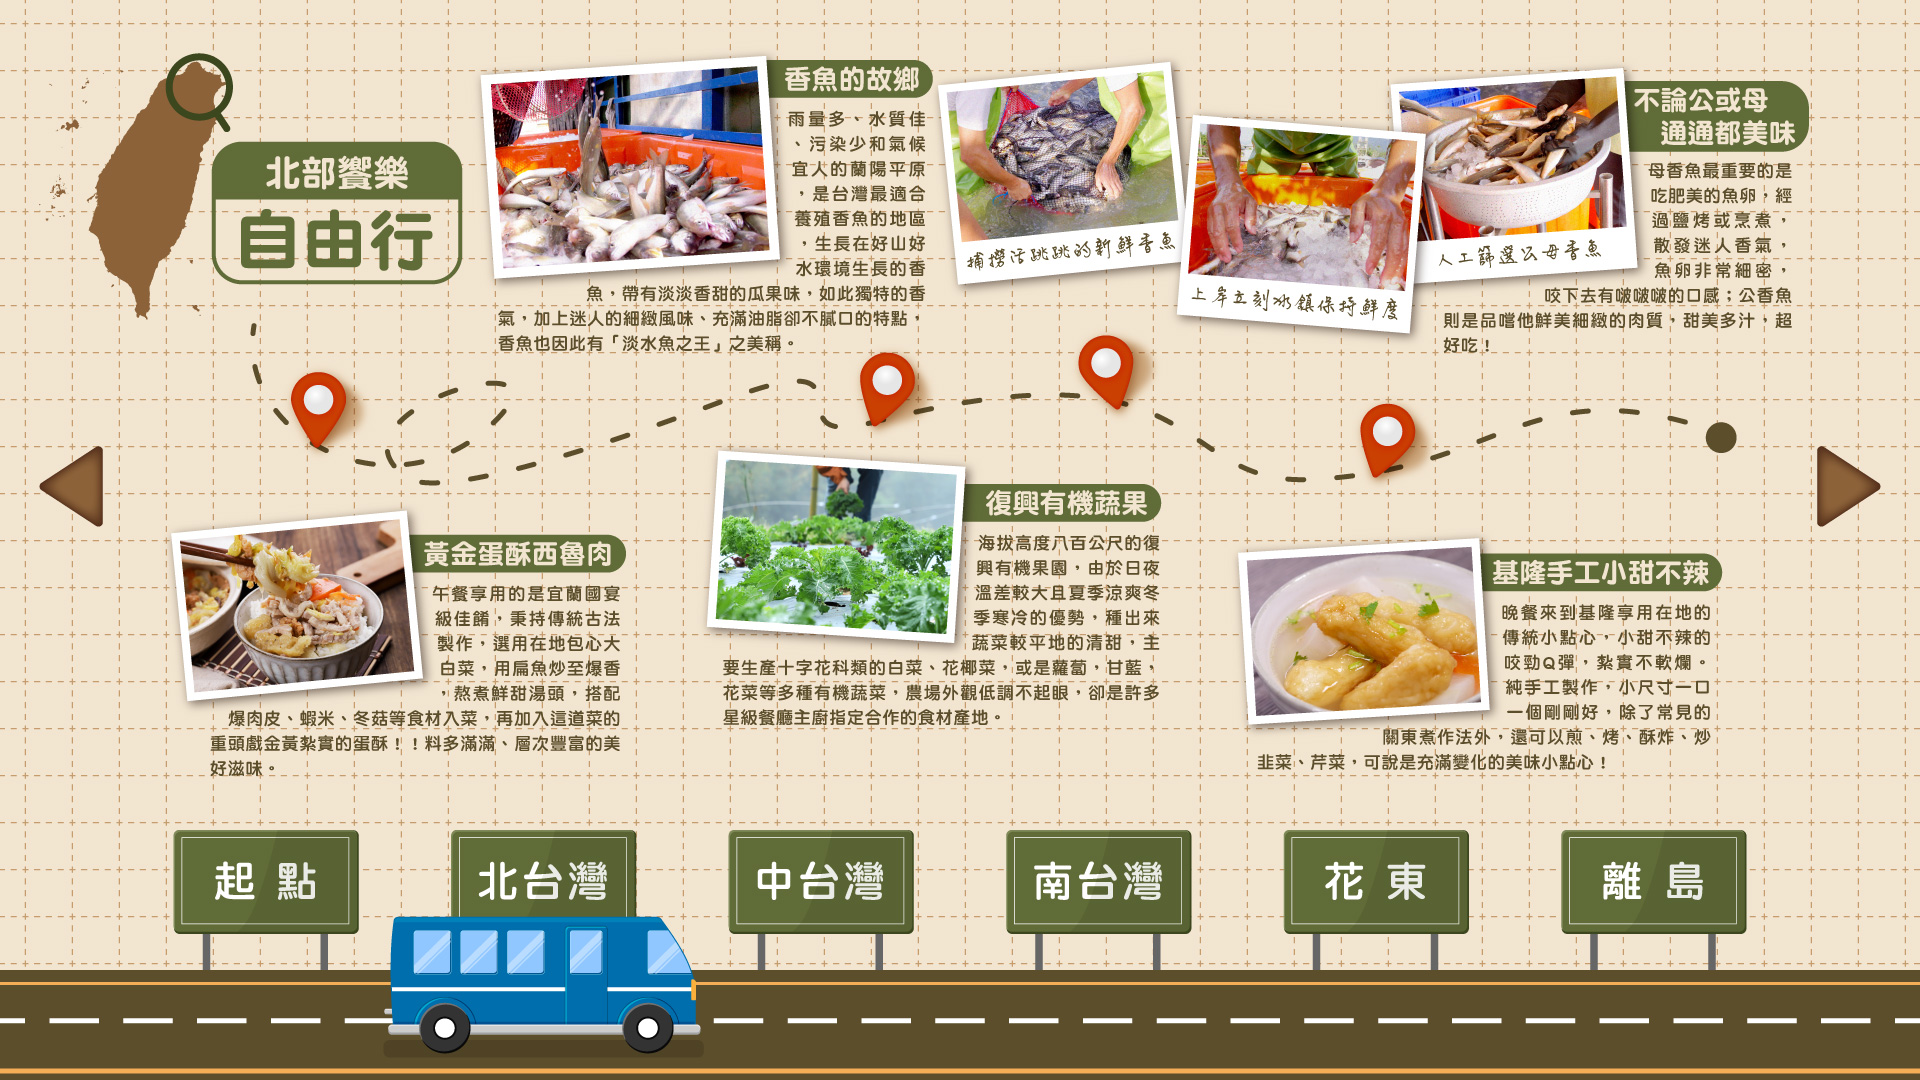 北部饗樂
自由行
香魚的故鄉
雨量多、水質佳
、污染少和氣候
宜人的蘭陽平原
，是台灣最適合
養殖香魚的地區
，生長在好山好
水環境生長的香
魚，帶有淡淡香甜的瓜果味，如此獨特的香
氣，加上迷人的細緻風味、充滿油脂卻不膩口的特點，
香魚也因此有「淡水魚之王」之美稱。
捕撈活跳跳的新鮮香魚
上岸立刻冰鎮保持鮮度
人工篩選公母香魚
不論公或母
通通都美味
母香魚最重要的是
吃肥美的魚卵，經
過鹽烤或烹煮，
散發迷人香氣，
魚卵非常細密，
咬下去有啵啵啵的口感；公香魚
則是品嚐他鮮美細緻的肉質，甜美多汁，超
好吃！
黃金蛋酥西魯肉
午餐享用的是宜蘭國宴
級佳餚，秉持傳統古法
製作，選用在地包心大
白菜，用扁魚炒至爆香
，熬煮鮮甜湯頭，搭配
爆肉皮、蝦米、冬菇等食材入菜，再加入這道菜的
重頭戲金黃紮實的蛋酥！！料多滿滿、層次豐富的美
好滋味。
復興有機蔬果
海拔高度八百公尺的復
興有機果園，由於日夜
溫差較大且夏季涼爽冬
季寒冷的優勢，種出來
蔬菜較平地的清甜，主
要生產十字花科類的白菜、花椰菜，或是蘿蔔，甘藍，
花菜等多種有機蔬菜，農場外觀低調不起眼，卻是許多
星級餐廳主廚指定合作的食材產地。
基隆手工小甜不辣
晚餐來到基隆享用在地的
傳統小點心，小甜不辣的
咬勁Q彈，紮實不軟爛。
純手工製作，小尺寸一口
一個剛剛好，除了常見的
關東煮作法外，還可以煎、烤、酥炸、炒
韭菜、芹菜，可說是充滿變化的美味小點心！
起 點
北台灣
中台灣
南台灣
花 東
離 島